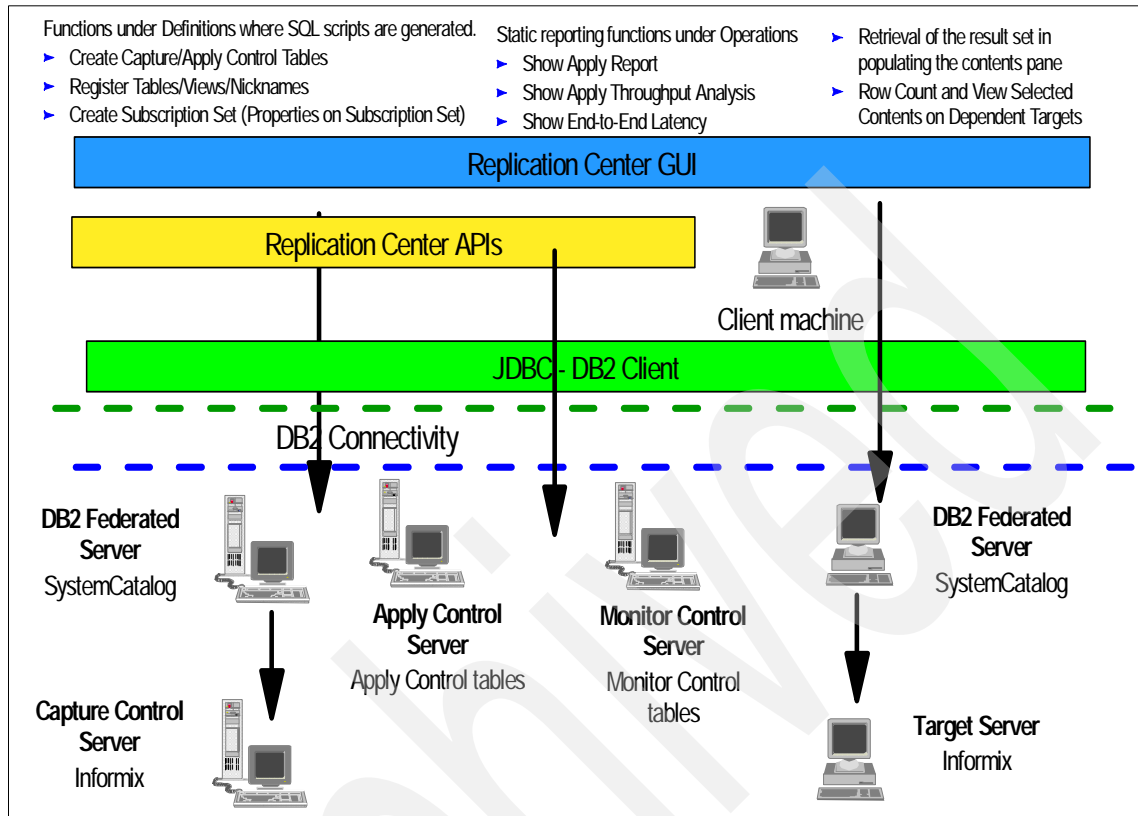 Functions under Definitions where SQL scripts are generated.
➤ Create Capture/Apply Control Tables
➤ Register Tables/Views/Nicknames
➤ Create Subscription Set (Properties on Subscription Set)
Static reporting functions under Operations
➤ Show Apply Report
➤ Show Apply Throughput Analysis
➤ Show End-to-End Latency
➤ Retrieval of the result set in
populating the contents pane
➤ Row Count and View Selected
Contents on Dependent Targets
Replication Center GUI
Replication Center APIs
Client machine
JDBC - DB2 Client
DB2 Connectivity
DB2 Federated
Server
SystemCatalog
Apply Control
Server
Apply Control tables
Monitor Control
Server
Monitor Control
tables
DB2 Federated
Server
SystemCatalog
Capture Control
Server
Informix
Target Server
Informix